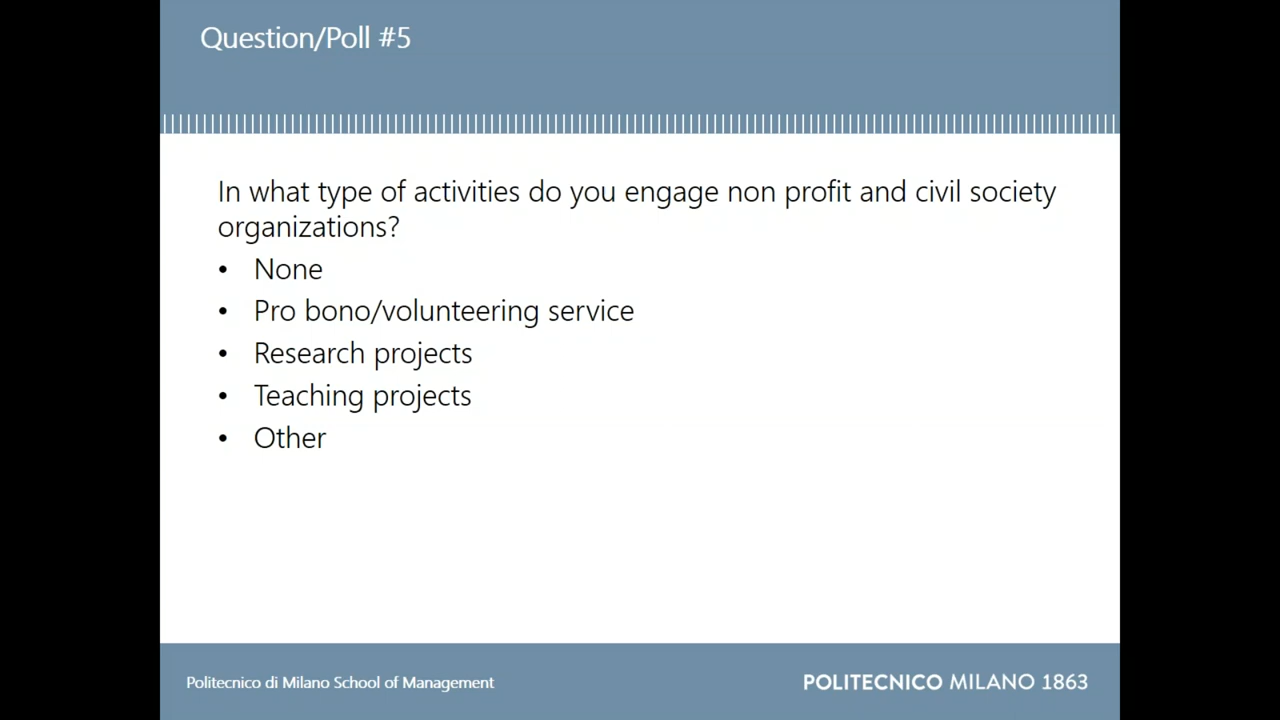 Question/Poll #5
In what type of activities do you engage non profit and civil society
organizations?
• None
• Pro bono/volunteering service
• Research projects
• Teaching projects
• Other
Politecnico di Milano School of Management
POLITECNICO MILANO 1863